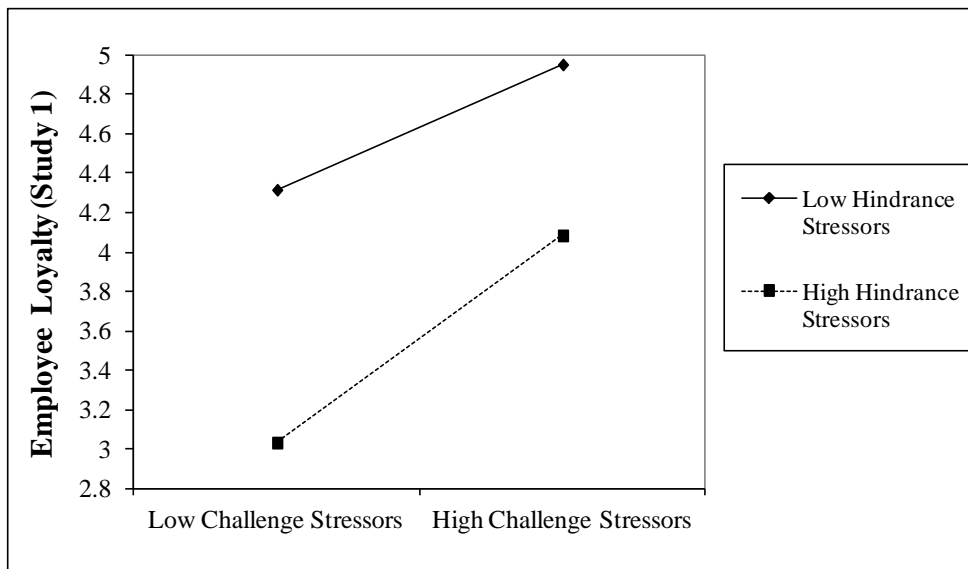 Employee Loyalty (Study 1)
5
4.8
4.6
4.4
4.2
4
3.8
3.6
3.4
3.2
3
2.8
Low Challenge Stressors
High Challenge Stressors
Low Hindrance
Stressors
High Hindrance
Stressors